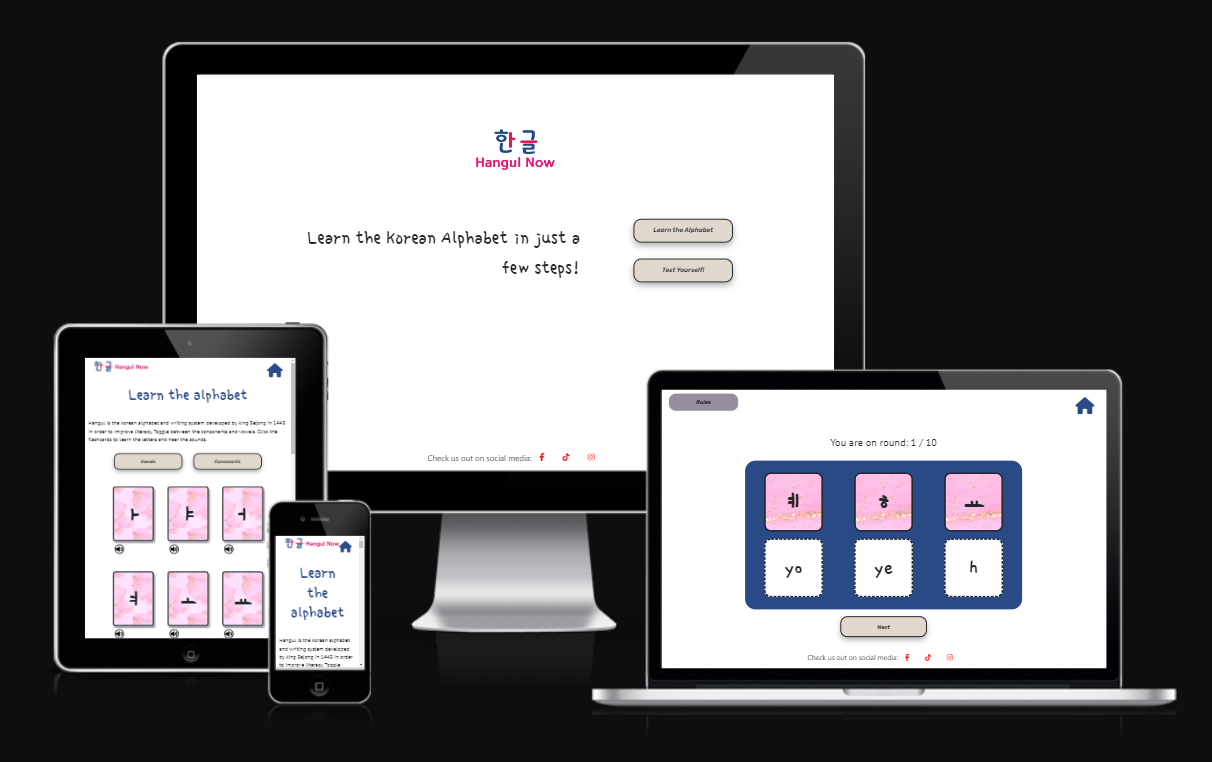 한글
Hangul Now
Learn the Korean Alphabet in just a
few steps!
Learn the Alphabet
Test Yourself!
Check us out on social media:
한글 Hangul Now
Learn the alphabet
Hangul is the korean alphabet and writing system developed by king Sejong in 1443
in order to improve literacy. Toggle between the consonants and vowels. Click the
flashcards to learn the letters and hear the sounds.
Vowels
Consonants
ㅏ ㅑ ㅓ
ㅕ ㅗ ㅛ
한글 Hangul Now
Learn
the
alphabet
Hangul is the korean alphabet
and writing system developed
by king Sejong in 1443 in order
to improve literacy. Toggle
Rules
You are on round: 1 / 10
ㅖ ㅎ ㅛ
yo ye h
Next
Check us out on social media: